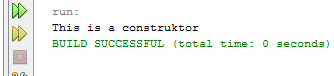 run:
This is a construktor
BUILD SUCCESSFUL (total time: 0 seconds)